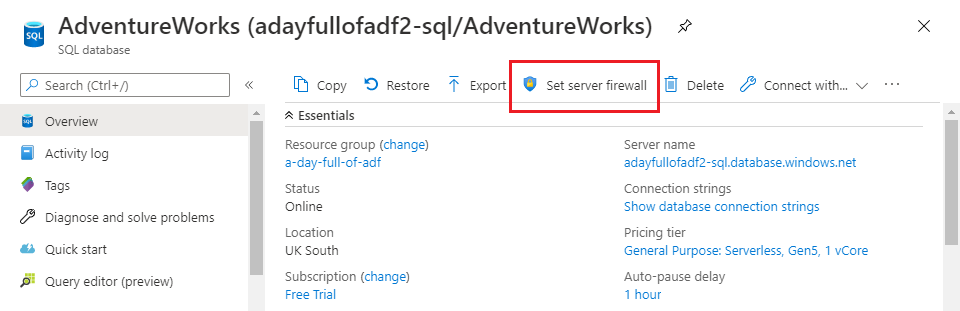 AdventureWorks (adayfullofadf2-sql/AdventureWorks)
SQL database
Search (Ctrl+/)
Copy Restore Export Set server firewall Delete Connect with...
Overview
Activity log
Tags
Diagnose and solve problems
Quick start
Query editor (preview)
Essentials
Resource group (change)
a-day-full-of-adf
Status
Online
Location
UK South
Subscription (change)
Free Trial
Server name
adayfullofadf2-sql.database.windows.net
Connection strings
Show database connection strings
Pricing tier
General Purpose: Serverless, Gen5, 1 vCore
Auto-pause delay
1 hour